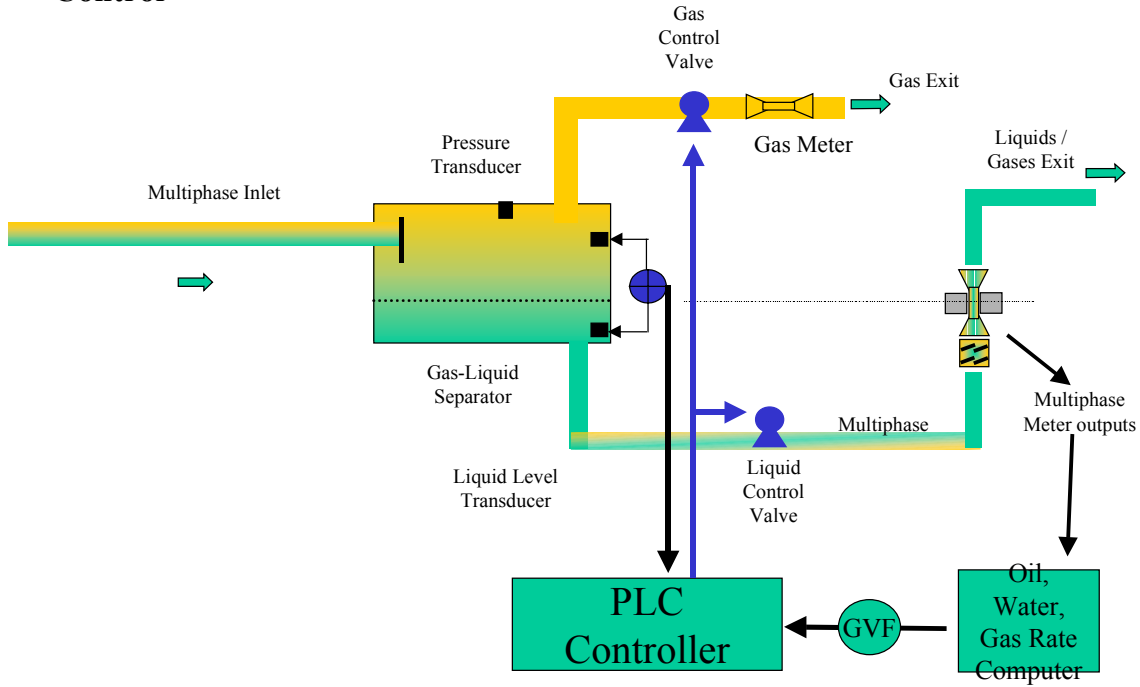 Control
Gas
Control
Valve
Gas Exit
Pressure
Transducer
Gas Meter
Liquids /
Gases Exit
Multiphase Inlet
Gas-Liquid
Separator
Multiphase
Meter outputs
Multiphase
Liquid Level
Transducer
Liquid
Control
Valve
PLC
Controller
GVF
Oil,
Water,
Gas Rate
Computer